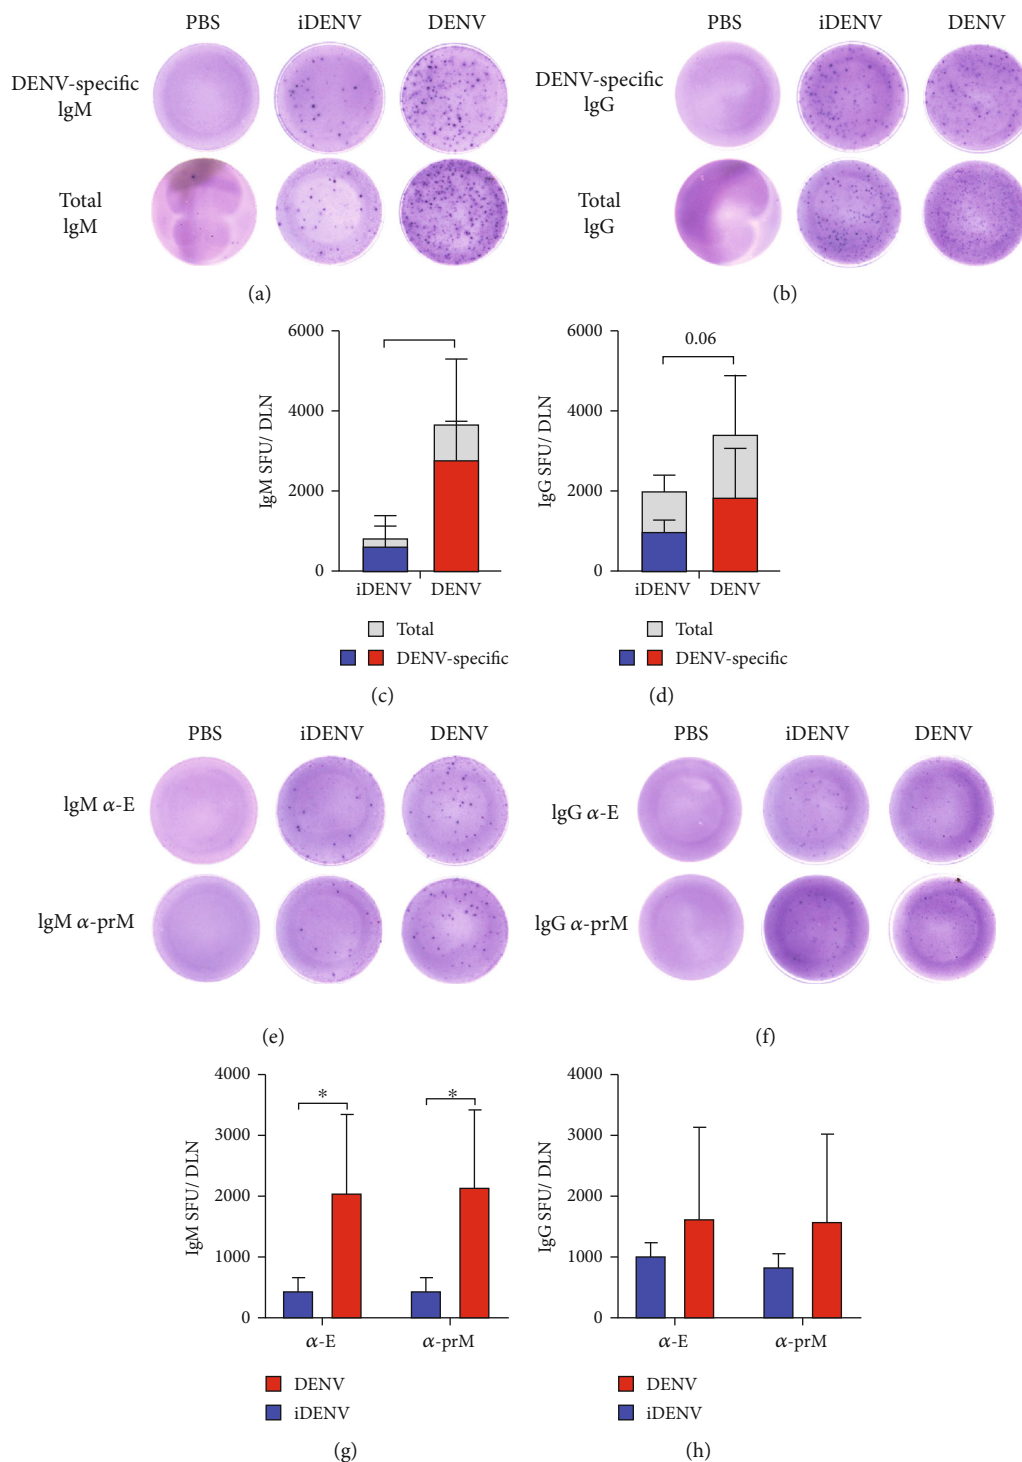 PBS iDENV DENV
DENV-specific
lgM
Total
lgM
(a)
PBS iDENV DENV
DENV-specific
lgG
Total
lgG
(b)
6000
4000
2000
0
IgM SFU/ DLN
iDENV DENV
Total
DENV-specific
(c)
6000
4000
2000
0
IgG SFU/ DLN
0.06
iDENV DENV
Total
DENV-specific
(d)
PBS iDENV DENV
lgM α-E
lgM α-prM
(e)
PBS iDENV DENV
lgG α-E
lgG α-prM
(f)
4000
3000
2000
1000
0
IgM SFU/ DLN
* *
α-E α-prM
DENV
iDENV
(g)
4000
3000
2000
1000
0
IgG SFU/ DLN
α-E α-prM
DENV
iDENV
(h)